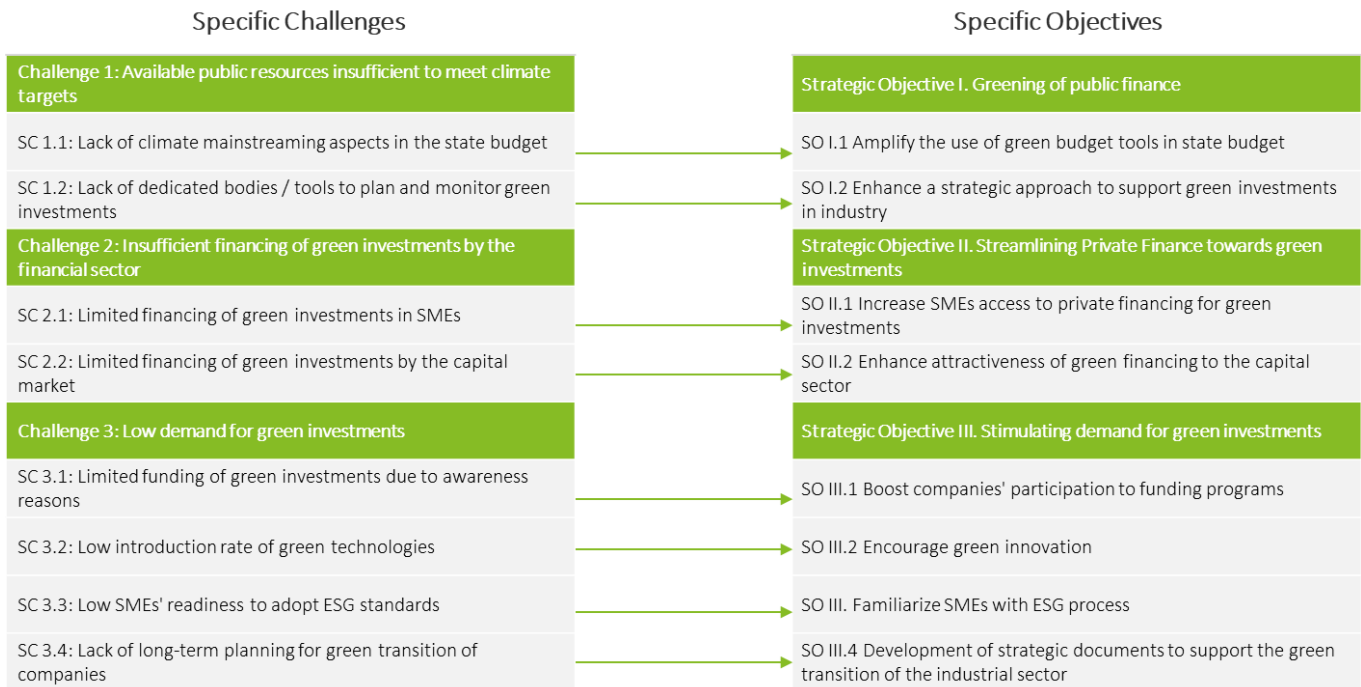 Specific Challenges
Specific Objectives
Challenge 1: Available public resources insufficient to meet climate
targets
Strategic Objective I. Greening of public finance
SC 1.1: Lack of climate mainstreaming aspects in the state budget
SO I.1 Amplify the use of green budget tools in state budget
SC 1.2: Lack of dedicated bodies / tools to plan and monitor green
investments
SO I.2 Enhance a strategic approach to support green investments
in industry
Challenge 2: Insufficient financing of green investments by the
financial sector
Strategic Objective II. Streamlining Private Finance towards green
investments
SC 2.1: Limited financing of green investments in SMEs
SO II.1 Increase SMEs access to private financing for green
investments
SC 2.2: Limited financing of green investments by the capital
market
SO II.2 Enhance attractiveness of green financing to the capital
sector
Challenge 3: Low demand for green investments
Strategic Objective III. Stimulating demand for green investments
SC 3.1: Limited funding of green investments due to awareness
reasons
SO III.1 Boost companies' participation to funding programs
SC 3.2: Low introduction rate of green technologies
SO III.2 Encourage green innovation
SC 3.3: Low SMEs' readiness to adopt ESG standards
SO III. Familiarize SMEs with ESG process
SC 3.4: Lack of long-term planning for green transition of
companies
SO III.4 Development of strategic documents to support the green
transition of the industrial sector